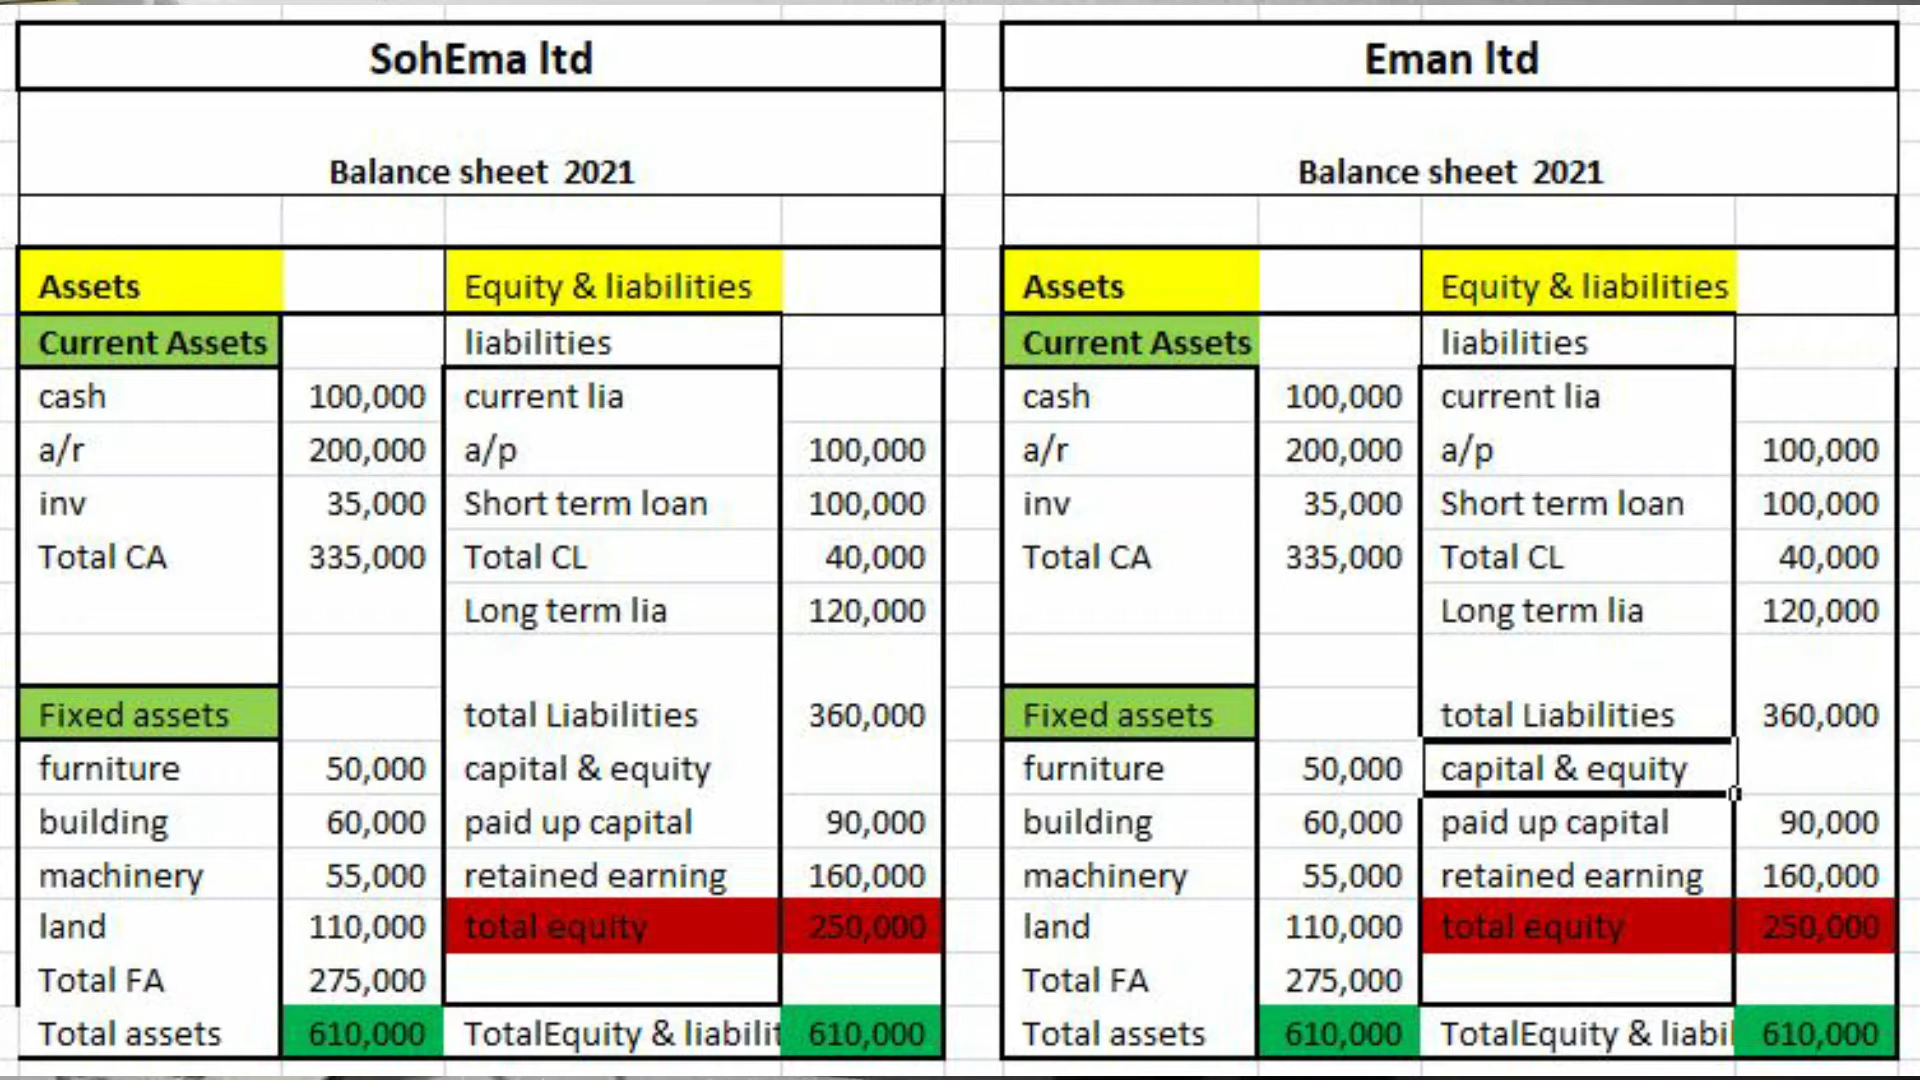 SohEma ltd
Balance sheet 2021
Assets Equity & liabilities
Current Assets liabilities
cash 100,000 current lia
a/r 200,000 a/p 100,000
inv 35,000 Short term loan 100,000
Total CA 335,000 Total CL 40,000
Long term lia 120,000
Fixed assets total Liabilities 360,000
furniture 50,000 capital & equity
building 60,000 paid up capital 90,000
machinery 55,000 retained earning 160,000
land 110,000 total equity 250,000
Total FA 275,000
Total assets 610,000 TotalEquity & liabilit 610,000
Eman ltd
Balance sheet 2021
Assets Equity & liabilities
Current Assets liabilities
cash 100,000 current lia
a/r 200,000 a/p 100,000
inv 35,000 Short term loan 100,000
Total CA 335,000 Total CL 40,000
Long term lia 120,000
Fixed assets total Liabilities 360,000
furniture 50,000 capital & equity
building 60,000 paid up capital 90,000
machinery 55,000 retained earning 160,000
land 110,000 total equity 250,000
Total FA 275,000
Total assets 610,000 TotalEquity & liabil 610,000